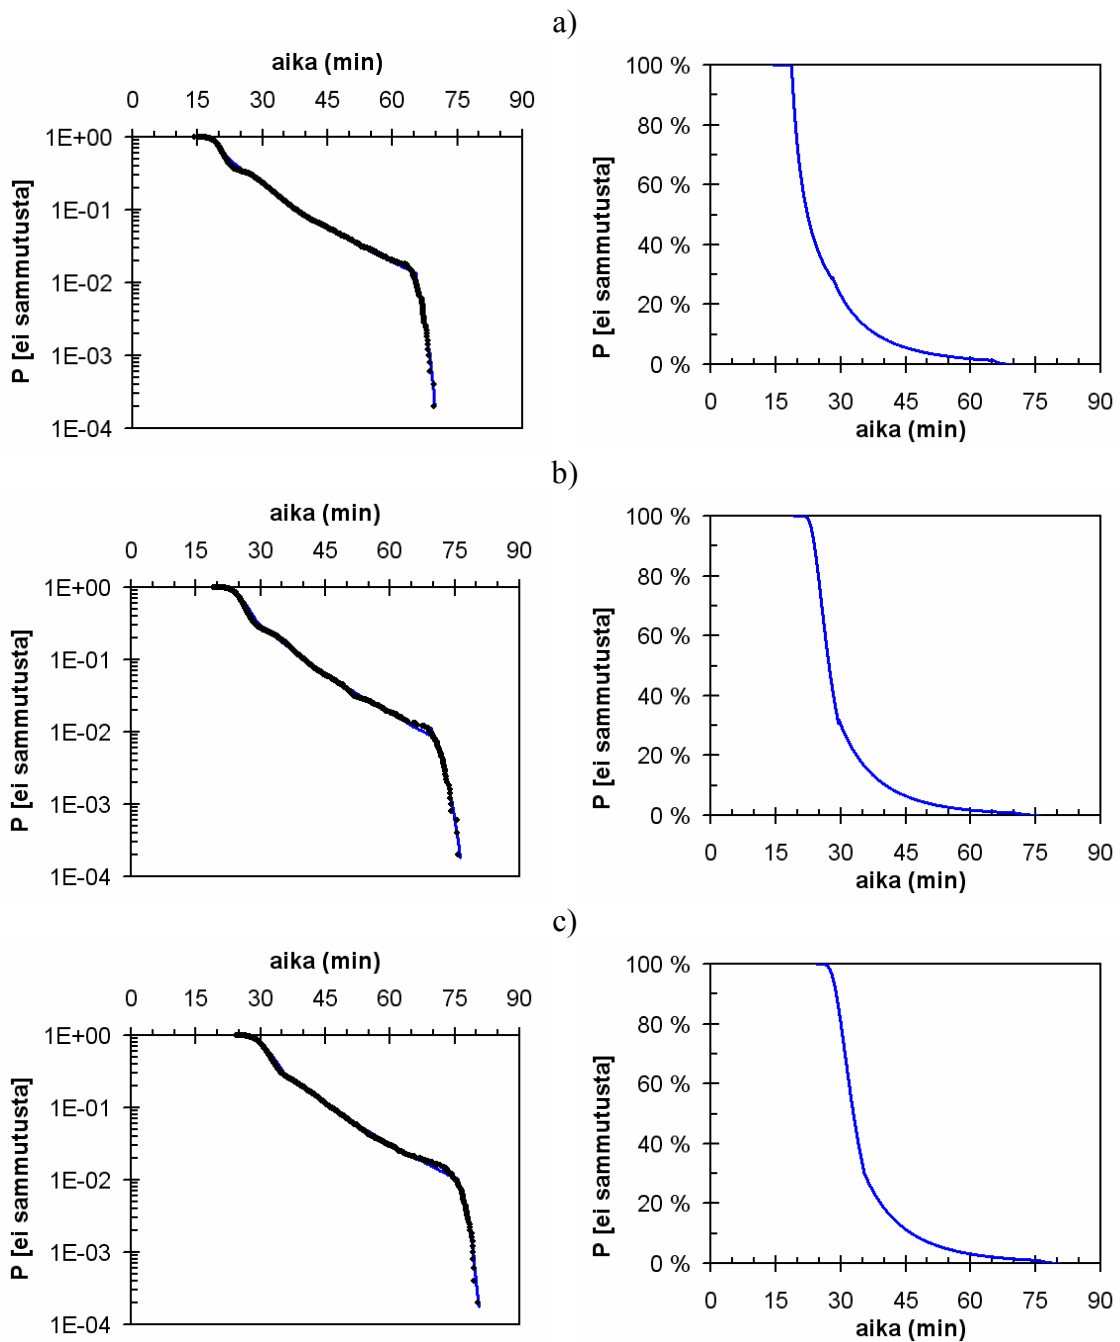 a)
aika (min)
0 15 30 45 60 75 90
1E+00
1E-01
1E-02
1E-03
1E-04
P [ei sammutusta]
100 %
80 %
60 %
40 %
20 %
0 %
P [ei sammutusta]
0 15 30 45 60 75 90
aika (min)
b)
aika (min)
0 15 30 45 60 75 90
1E+00
1E-01
1E-02
1E-03
1E-04
P [ei sammutusta]
100 %
80 %
60 %
40 %
20 %
0 %
P [ei sammutusta]
0 15 30 45 60 75 90
aika (min)
c)
aika (min)
0 15 30 45 60 75 90
1E+00
1E-01
1E-02
1E-03
1E-04
P [ei sammutusta]
100 %
80 %
60 %
40 %
20 %
0 %
P [ei sammutusta]
0 15 30 45 60 75 90
aika (min)